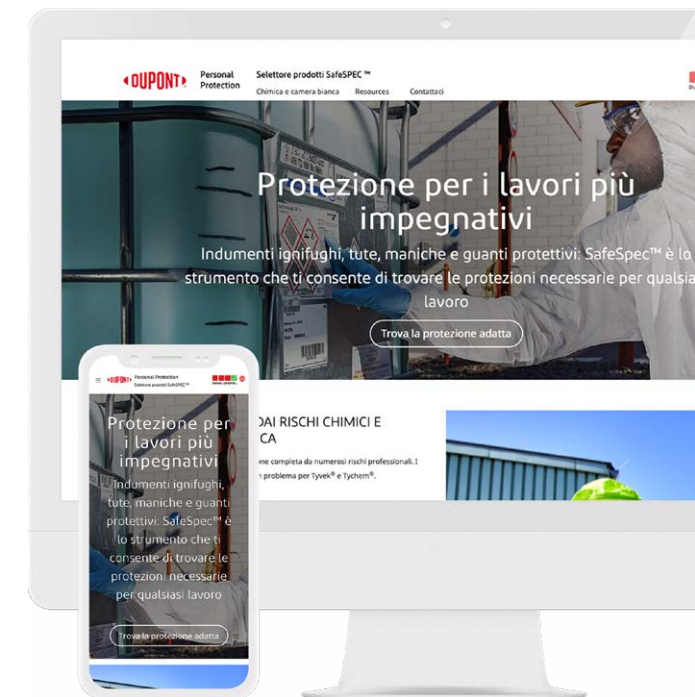 DUPONT
Personal
Protection
Selettore prodotti SafeSPEC ™
Chimica e camera bianca Resources Contattaci
Protezione per i lavori più
impegnativi
Indumenti ignifughi, tute, maniche e guanti protettivi: SafeSpec™ è lo
strumento che ti consente di trovare le protezioni necessarie per qualsia
lavoro
Trova la protezione adatta
DAI RISCHI CHIMICI E
CA
ne completa da numerosi rischi professionali. I
n problema per Tyvek® e Tychem®.
DUPONT
Personal Protection
Selettore prodotti SafeSPEC™
Protezione per
i lavori più
impegnativi
Indumenti ignifughi,
tute, maniche e guanti
protettivi: SafeSpec™ è
lo strumento che ti
consente di trovare le
protezioni necessarie
per qualsiasi lavoro
Trova la protezione adatta